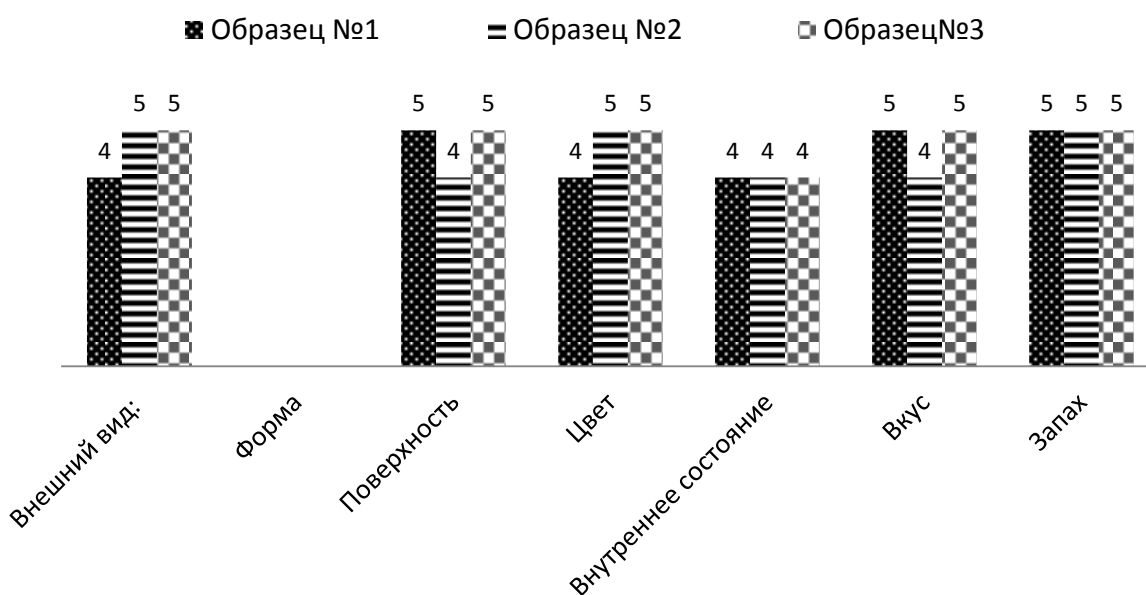 Образец №1 Образец №2 Образец№3
4 5 5 5 4 5 4 5 5 4 4 4 5 4 5 5 5 5
Внешний вид:
Форма
Поверхность
Цвет
Внутреннее состояние
Вкус
Запах